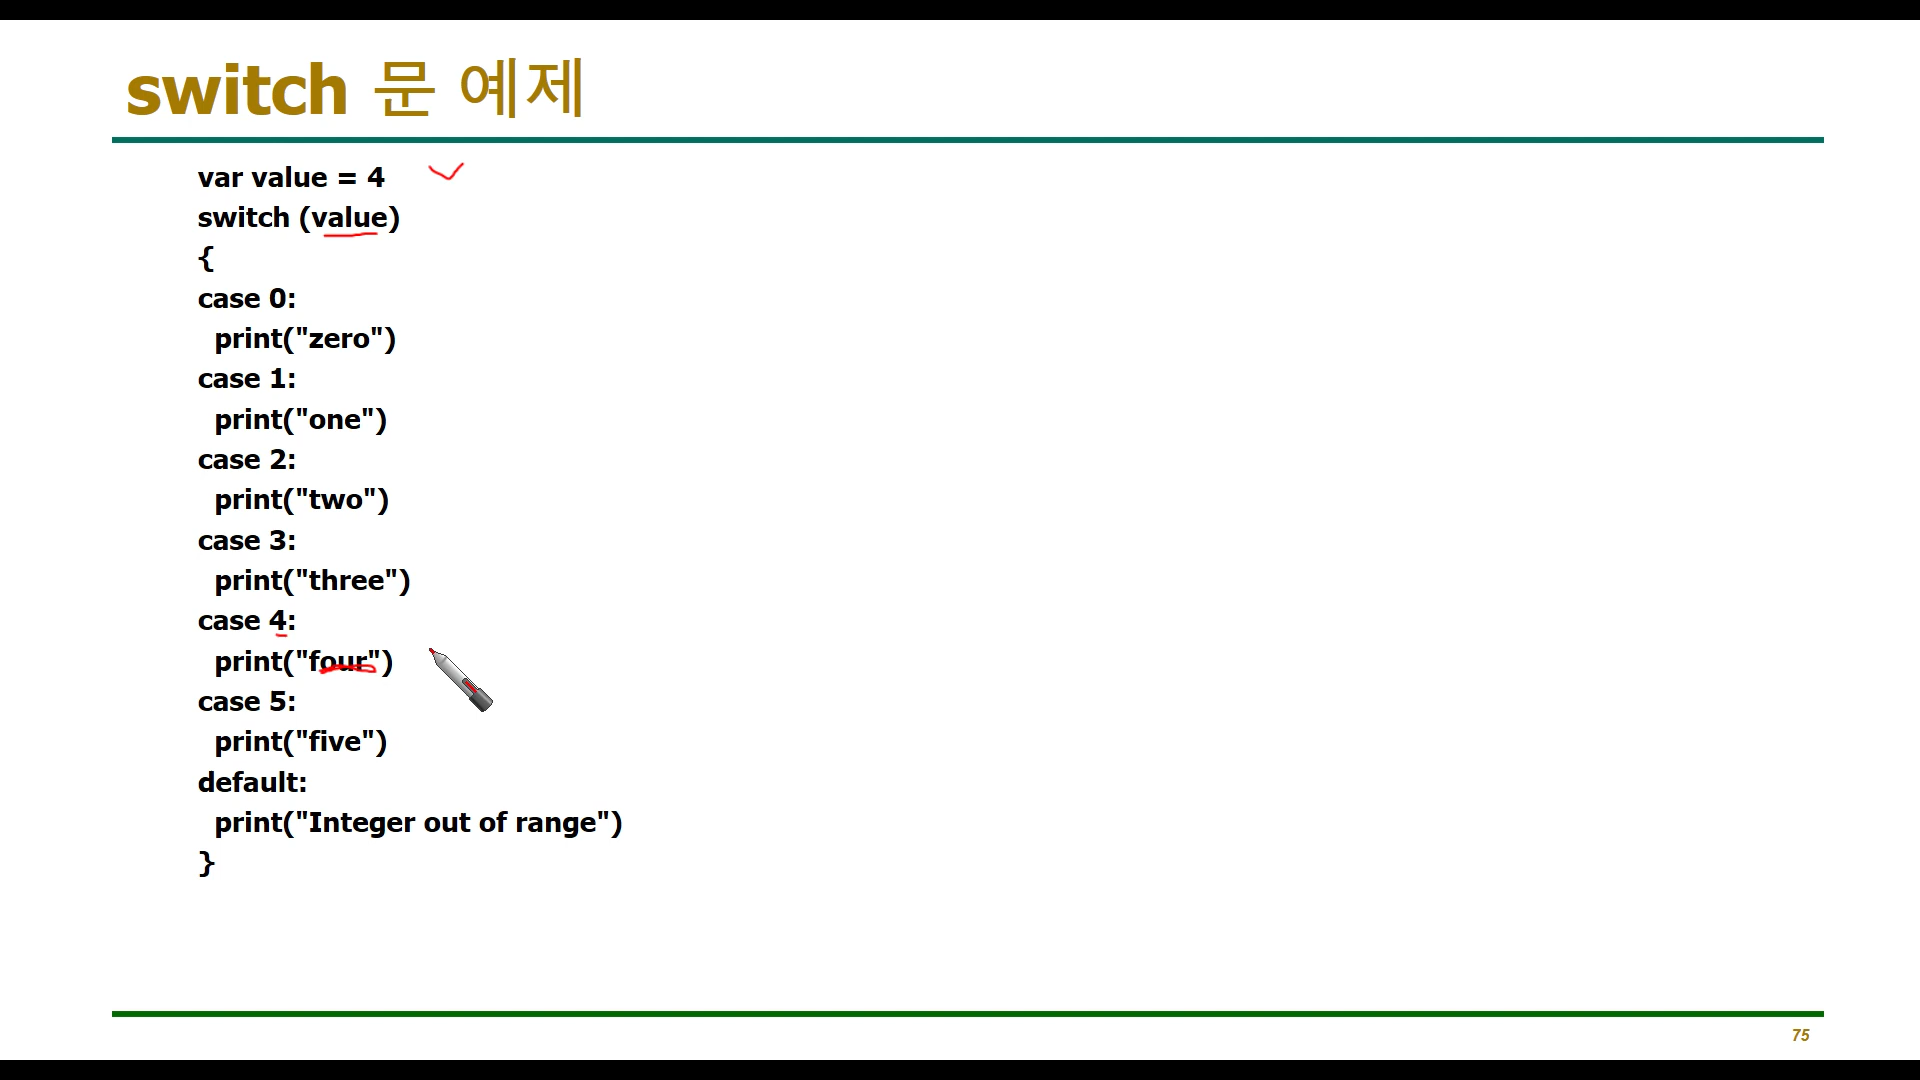 switch 문 예제
var value = 4
switch (value)
{
case 0:
print("zero")
case 1:
print("one")
case 2:
print("two")
case 3:
print("three")
case 4:
print("four")
case 5:
print("five")
default:
print("Integer out of range")
}
75